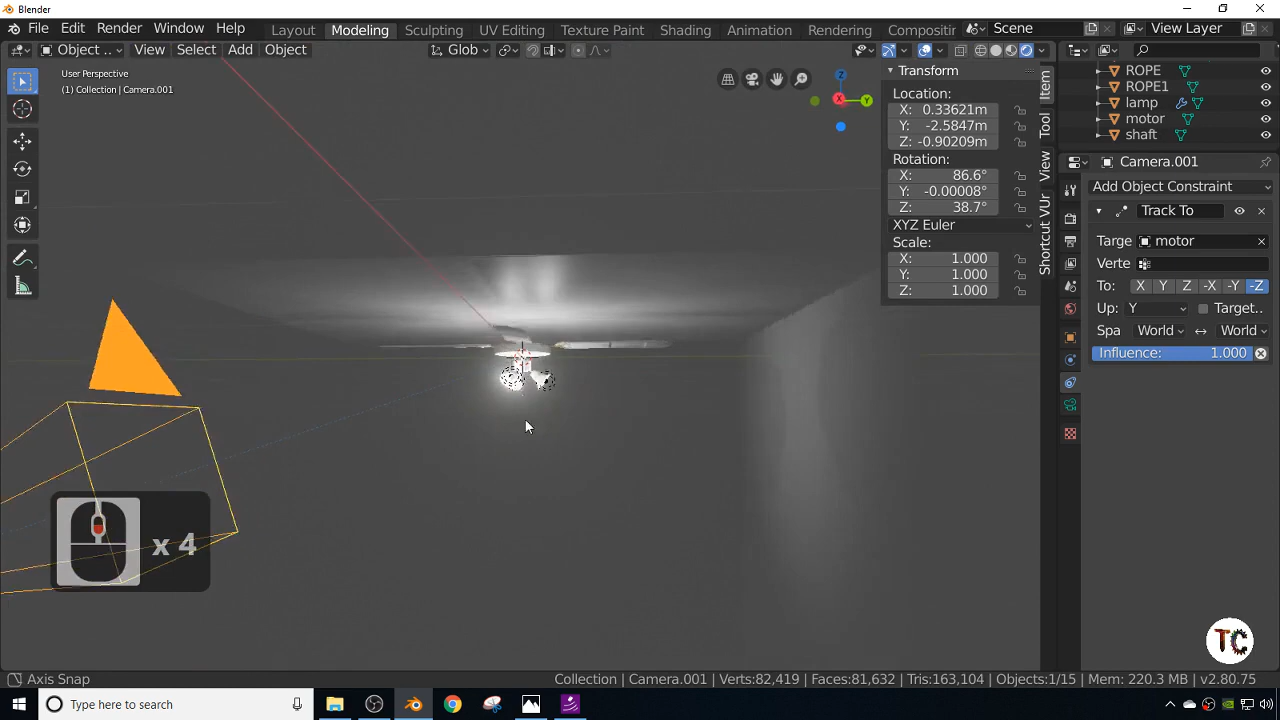 Blender
File Edit Render Window Help Layout Modeling Sculpting UV Editing Texture Paint Shading Animation Rendering Compositi Scene View Layer
Object .. View Select Add Object Glob
User Perspective
(1) Collection | Camera.001
Z
X Y
Transform
Location:
X: 0.33621m
Y: -2.5847m
Z: -0.90209m
Rotation:
X: 86.6°
Y: -0.00008°
Z: 38.7°
XYZ Euler
Scale:
X: 1.000
Y: 1.000
Z: 1.000
Item
Tool
View
Shortcut VUr
ROPE
ROPE1
lamp
motor
shaft
Camera.001
Add Object Constraint
Track To
Targe motor
Verte
To: X Y Z -X -Y -Z
Up: Y Target..
Spa World World
Influence: 1.000
x 4
TC
Axis Snap
Collection | Camera.001 | Verts:82,419 | Faces:81,632 | Tris:163,104 | Objects:1/15 | Mem: 220.3 MB | v2.80.75
Type here to search